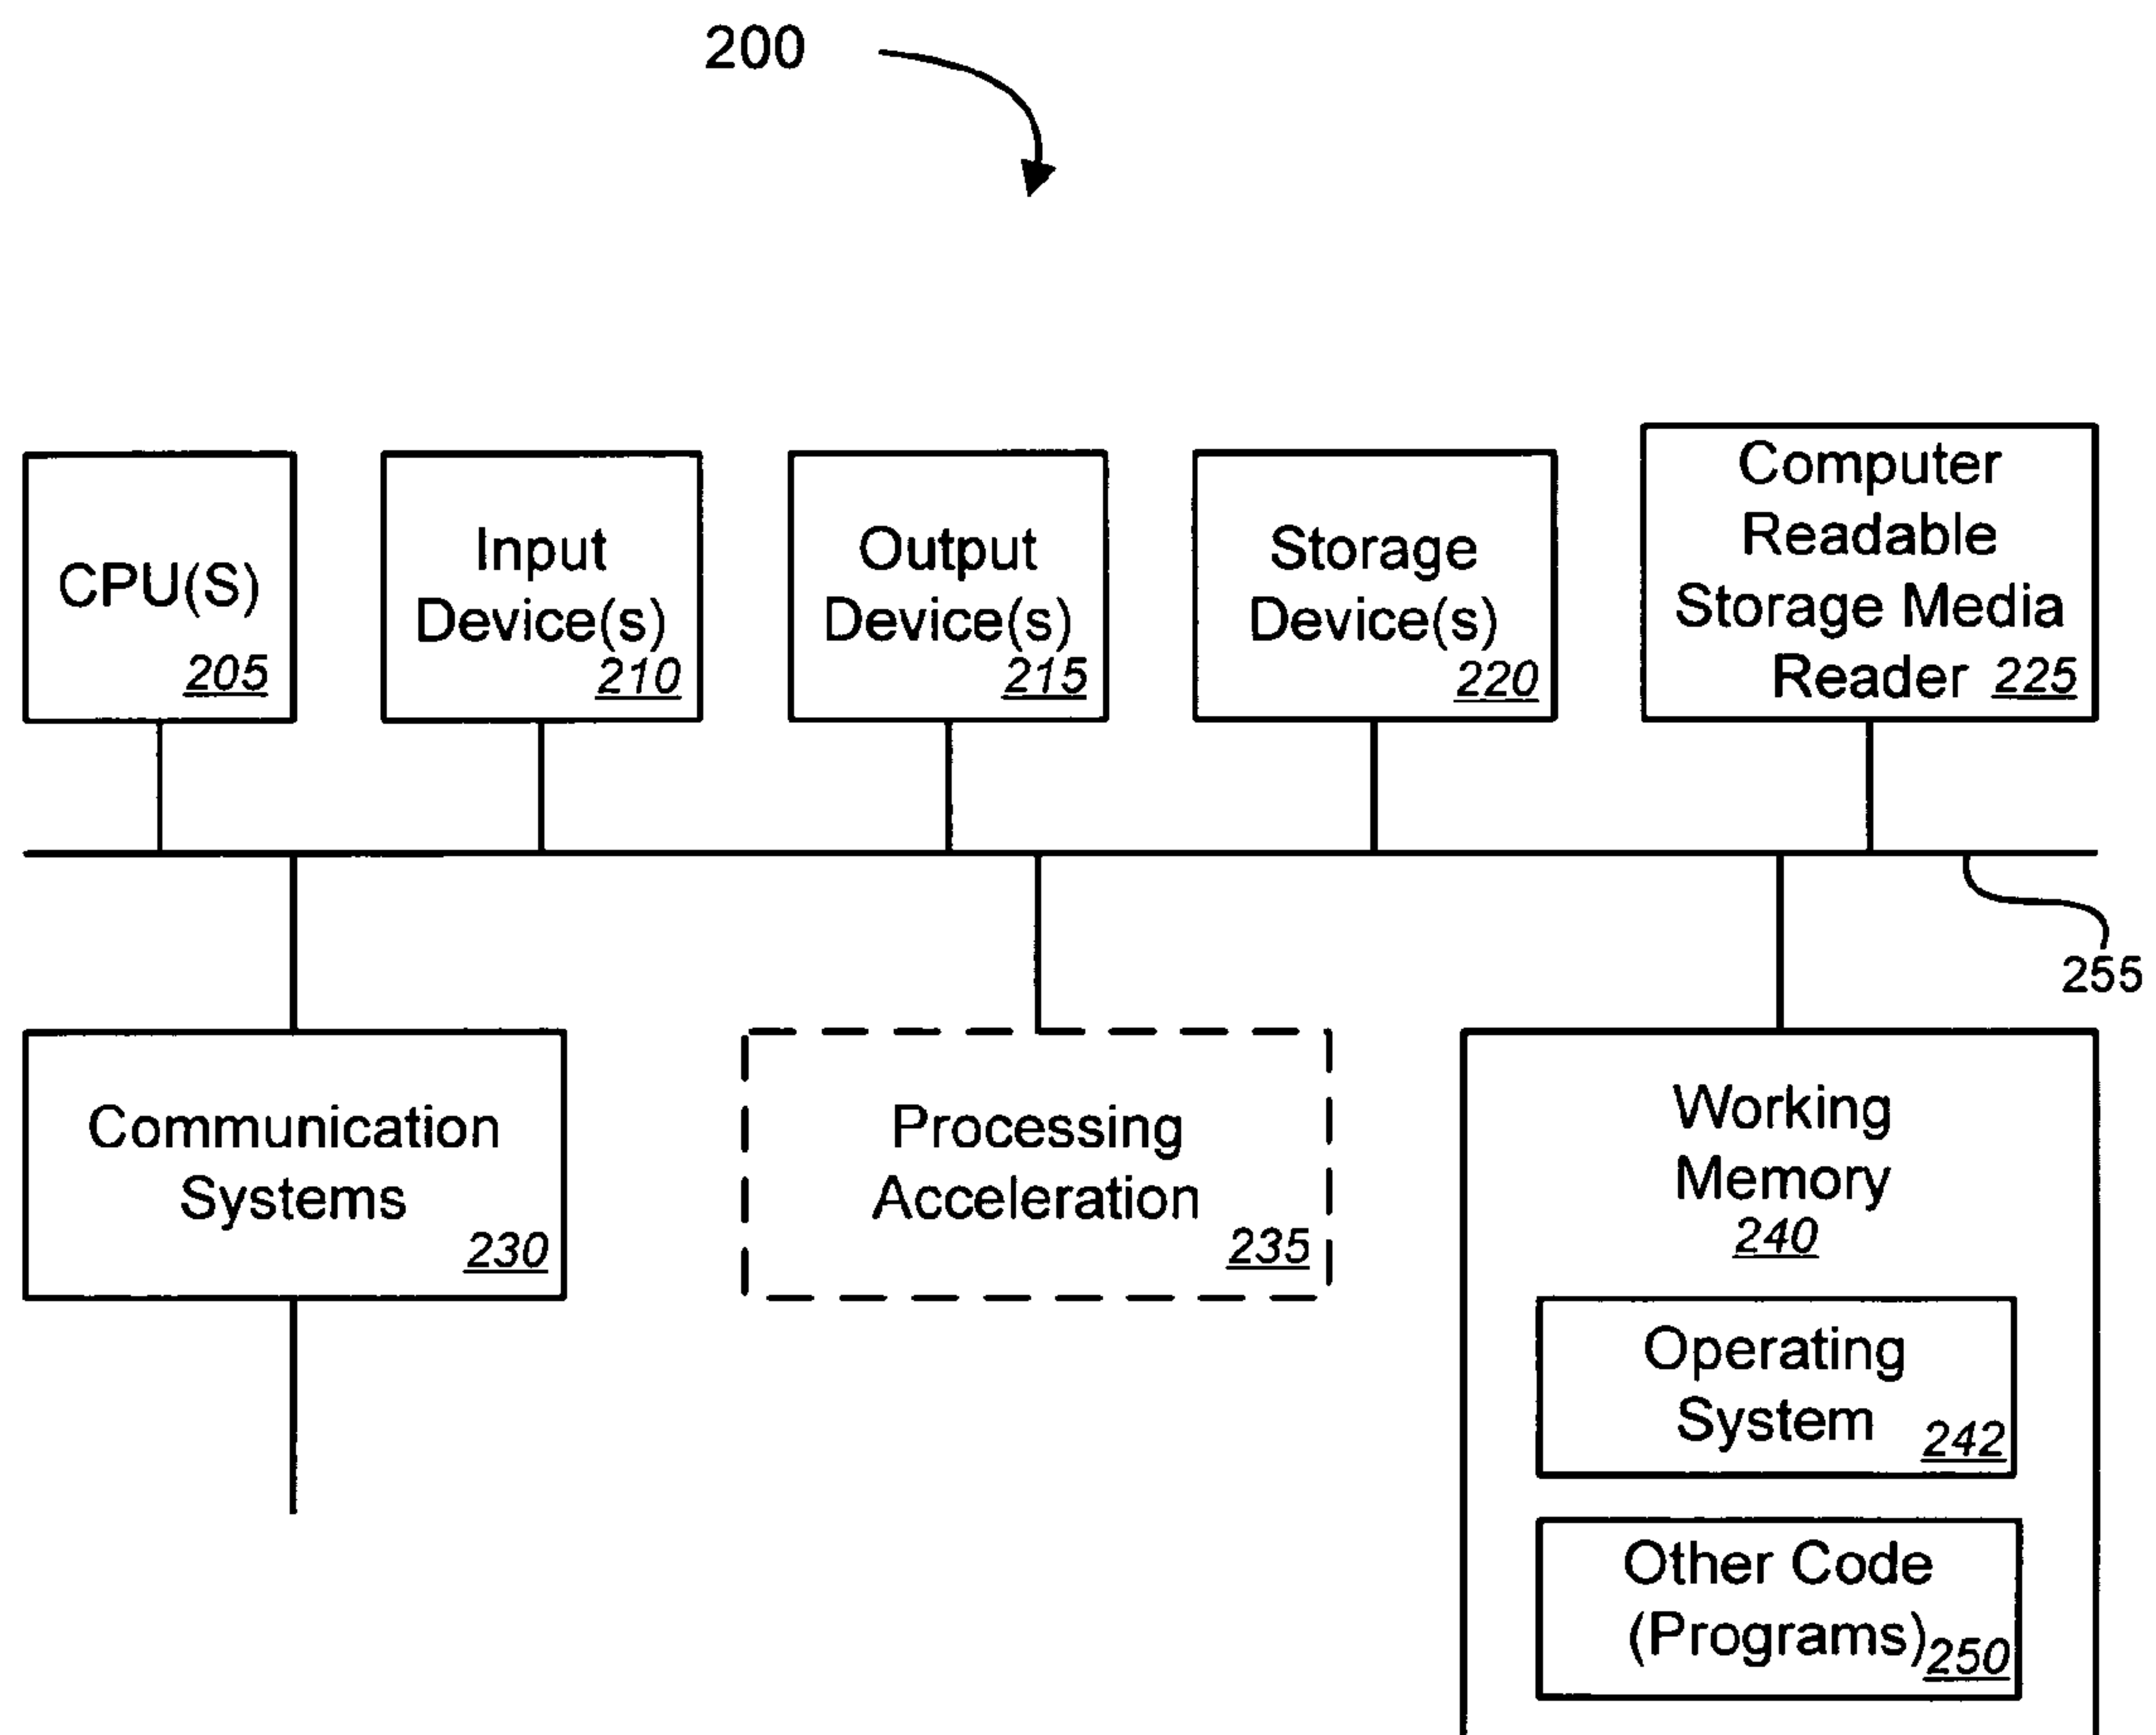 200
CPU(S)
205
Input
Device(s)
210
Output
Device(s)
215
Storage
Device(s)
220
Computer
Readable
Storage Media
Reader 225
255
Communication
Systems
230
Processing
Acceleration
235
Working
Memory
240
Operating
System 242
Other Code
(Programs) 250